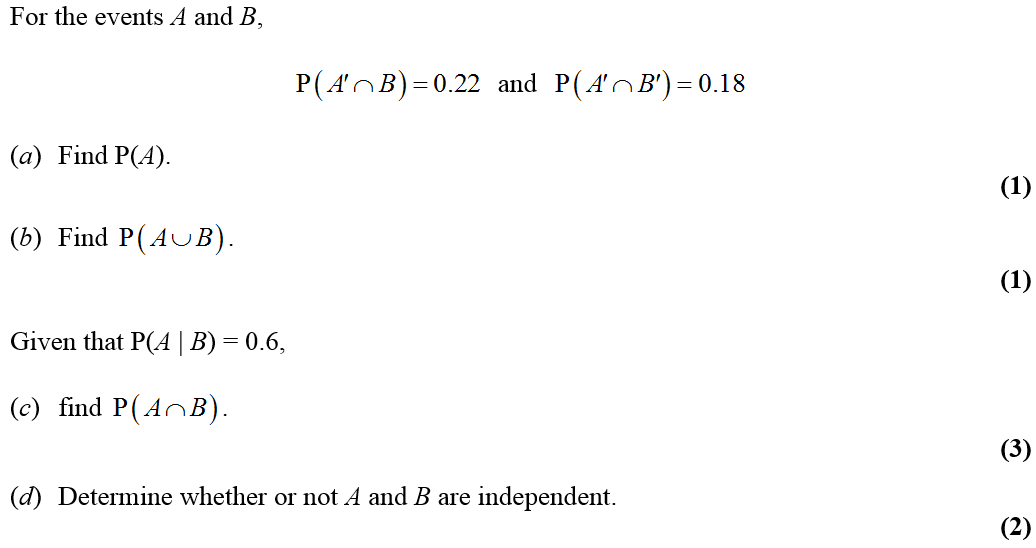 For the events A and B,
P(A′∩B) = 0.22 and P(A′∩B′) = 0.18
(a) Find P(A).
(1)
(b) Find P(A∪B).
(1)
Given that P(A | B) = 0.6,
(c) find P(A∩B).
(3)
(d) Determine whether or not A and B are independent.
(2)